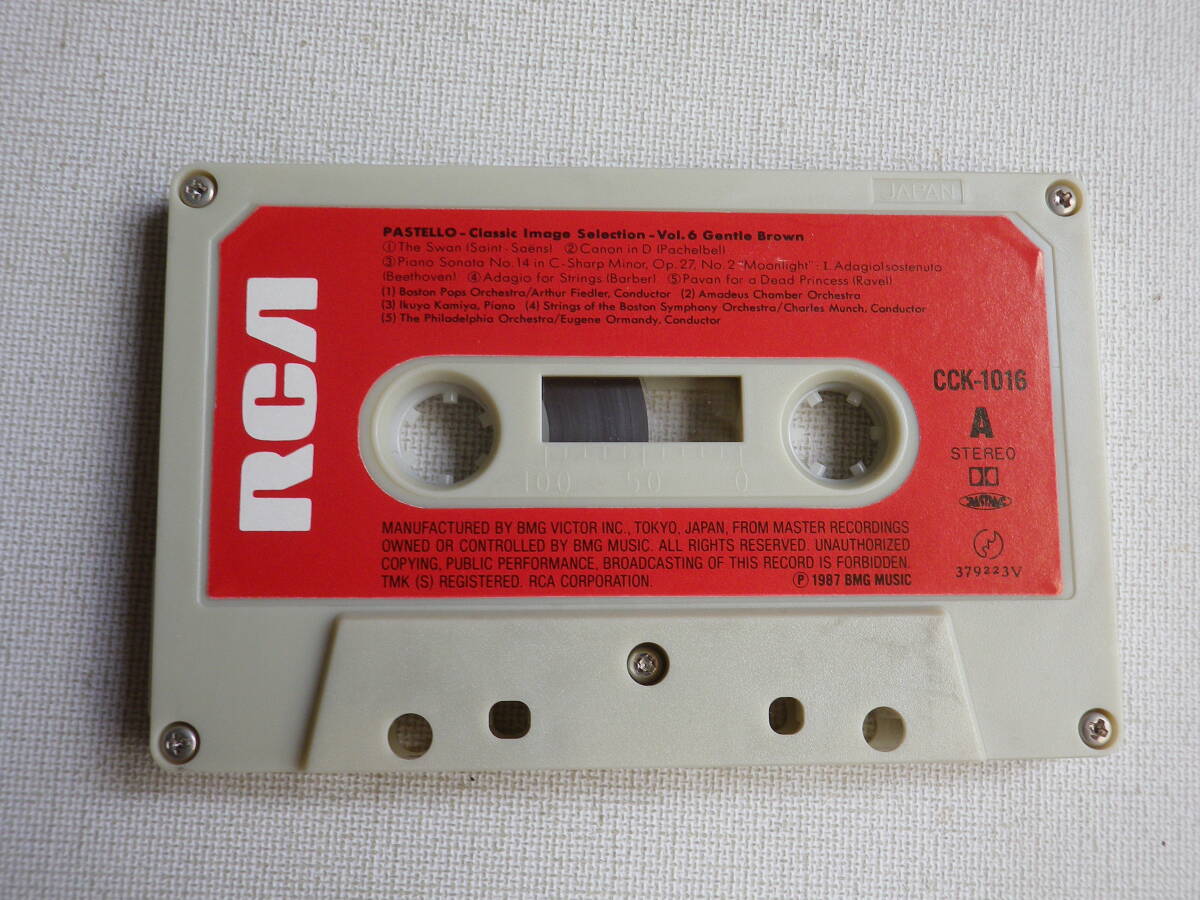 JAPAN
RCA
PASTELLO-Classic Image Selection-Vol.6 Gentle Brown
①The Swan (Saint-Saëns) ②Canon in D (Pachelbel)
③Piano Sonata No.14 in C-Sharp Minor, Op.27, No.2 "Moonlight": I. Adagio sostenuto
(Beethoven) ④Adagio for Strings (Barber) ⑤Pavan for a Dead Princess (Ravel)
(1) Boston Pops Orchestra/Arthur Fiedler, Conductor (2) Amadeus Chamber Orchestra
(3) Ikuyo Kamiya, Piano (4) Strings of the Boston Symphony Orchestra/Charles Munch, Conductor
(5) The Philadelphia Orchestra/Eugene Ormandy, Conductor
CCK-1016
A
STEREO
100 50 0
MANUFACTURED BY BMG VICTOR INC., TOKYO, JAPAN, FROM MASTER RECORDINGS
OWNED OR CONTROLLED BY BMG MUSIC. ALL RIGHTS RESERVED. UNAUTHORIZED
COPYING, PUBLIC PERFORMANCE, BROADCASTING OF THIS RECORD IS FORBIDDEN.
TMK (S) REGISTERED. RCA CORPORATION. Ⓟ 1987 BMG MUSIC
379223V